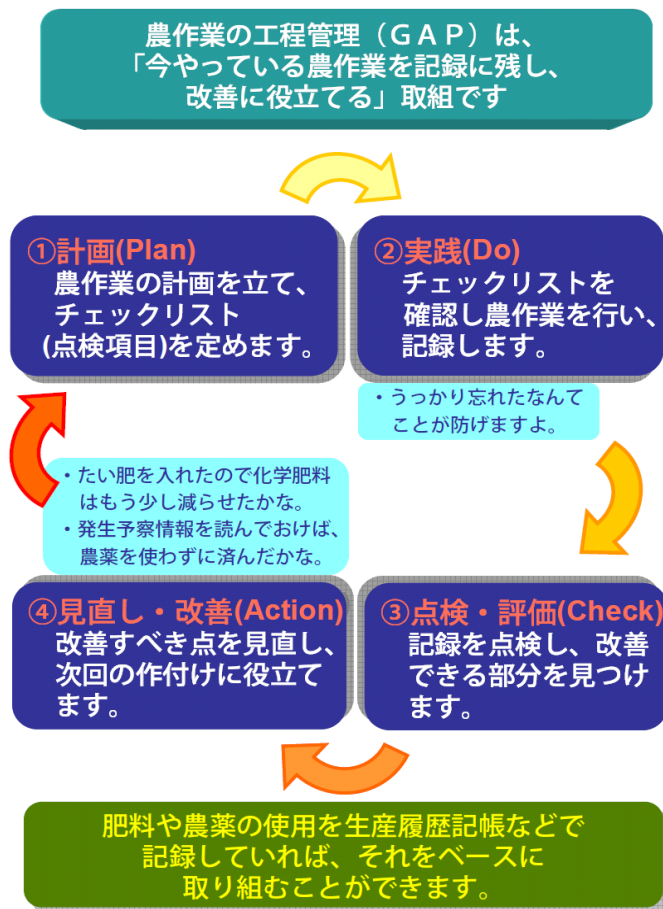 農作業の工程管理（ＧＡＰ）は、
「今やっている農作業を記録に残し、
改善に役立てる」取組です
①計画(Plan)
農作業の計画を立て、
チェックリスト
(点検項目)を定めます。
②実践(Do)
チェックリストを
確認し農作業を行い、
記録します。
・うっかり忘れたなんて
ことが防げますよ。
③点検・評価(Check)
記録を点検し、改善
できる部分を見つけ
ます。
④見直し・改善(Action)
改善すべき点を見直し、
次回の作付けに役立て
ます。
・たい肥を入れたので化学肥料
はもう少し減らせたかな。
・発生予察情報を読んでおけば、
農薬を使わずに済んだかな。
肥料や農薬の使用を生産履歴記帳などで
記録していれば、それをベースに
取り組むことができます。